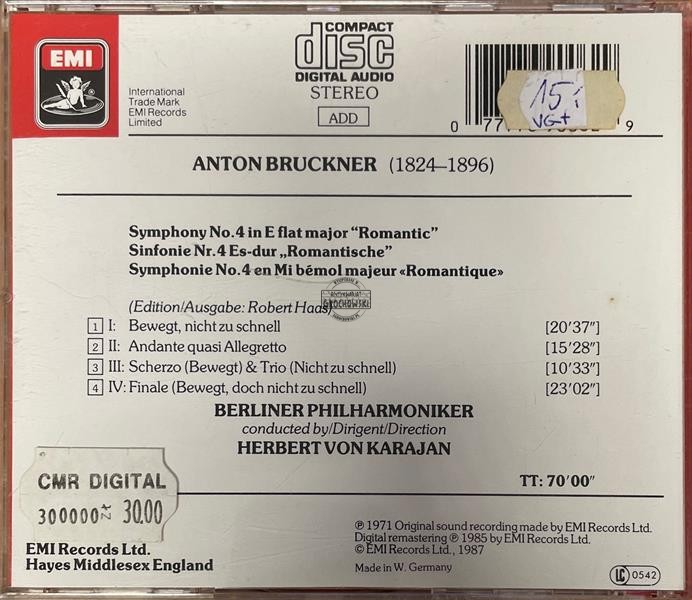 EMI
International
Trade Mark
EMI Records
Limited
COMPACT
disc
DIGITAL AUDIO
STEREO
ADD
15,-
VG+
0
9
ANTON BRUCKNER (1824–1896)
Symphony No. 4 in E flat major “Romantic”
Sinfonie Nr. 4 Es-dur „Romantische”
Symphonie No. 4 en Mi bémol majeur «Romantique»
(Edition/Ausgabe: Robert Haas)
GROCHOWSKI
1 I: Bewegt, nicht zu schnell [20′37″]
2 II: Andante quasi Allegretto [15′28″]
3 III: Scherzo (Bewegt) & Trio (Nicht zu schnell) [10′33″]
4 IV: Finale (Bewegt, doch nicht zu schnell) [23′02″]
BERLINER PHILHARMONIKER
conducted by/Dirigent/Direction
HERBERT VON KARAJAN
TT: 70′00″
CMR DIGITAL
300000 zł 30.00
EMI Records Ltd.
Hayes Middlesex England
℗ 1971 Original sound recording made by EMI Records Ltd.
Digital remastering ℗ 1985 by EMI Records Ltd.
© EMI Records Ltd., 1987
Made in W. Germany
LC 0542